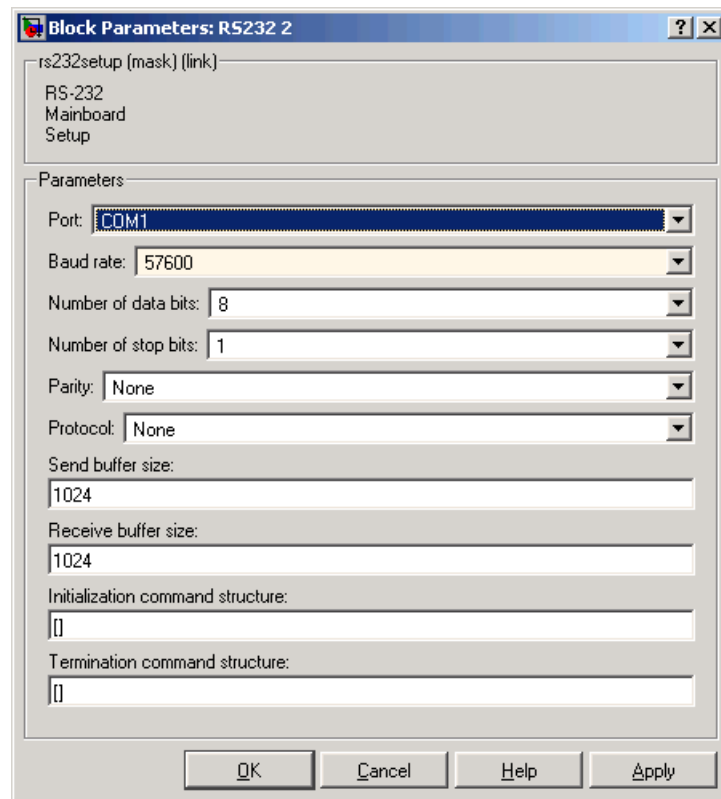 Block Parameters: RS232 2
rs232setup (mask) (link)
RS-232
Mainboard
Setup
Parameters
Port: COM1
Baud rate: 57600
Number of data bits: 8
Number of stop bits: 1
Parity: None
Protocol: None
Send buffer size:
1024
Receive buffer size:
1024
Initialization command structure:
[]
Termination command structure:
[]
OK Cancel Help Apply